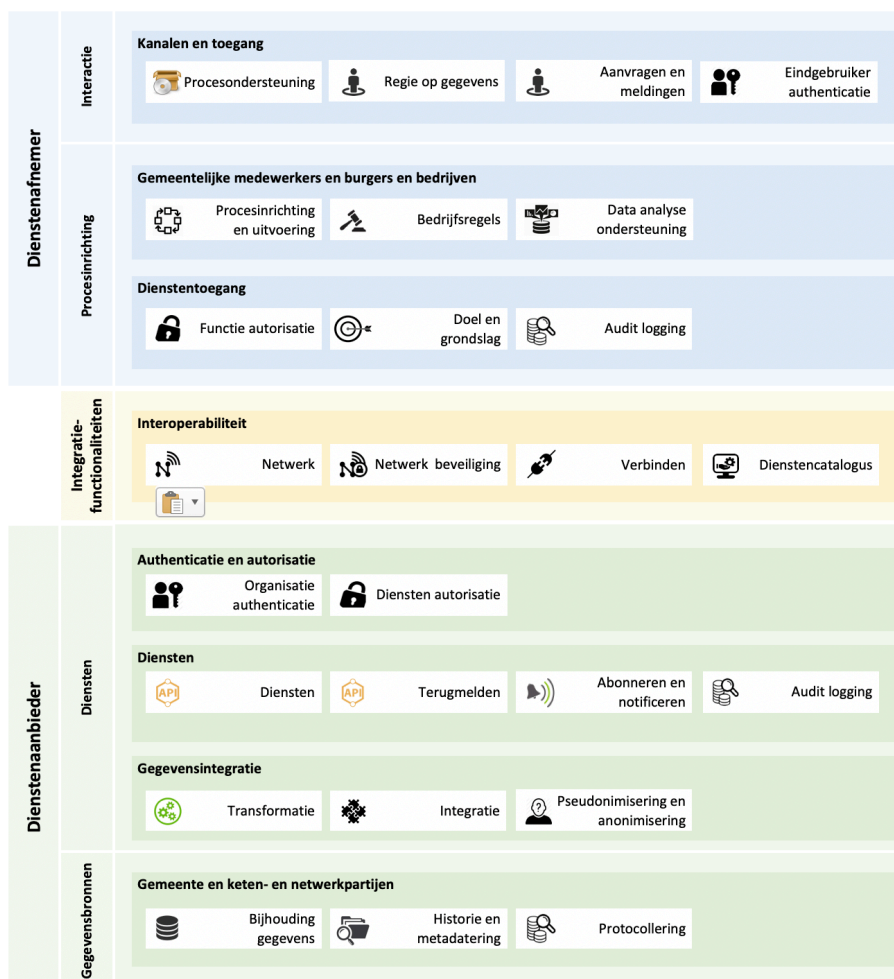 Dienstenafnemer
Interactie
Kanalen en toegang
Procesondersteuning
Regie op gegevens
Aanvragen en
meldingen
Eindgebruiker
authenticatie
Procesinrichting
Gemeentelijke medewerkers en burgers en bedrijven
Procesinrichting
en uitvoering
Bedrijfsregels
Data analyse
ondersteuning
Dienstentoegang
Functie autorisatie
Doel en
grondslag
Audit logging
Integratie-
functionaliteiten
Interoperabiliteit
Netwerk
Netwerk beveiliging
Verbinden
Dienstencatalogus
Dienstenaanbieder
Diensten
Authenticatie en autorisatie
Organisatie
authenticatie
Diensten autorisatie
Diensten
API
Diensten
API
Terugmelden
Abonneren en
notificeren
Audit logging
Gegevensintegratie
Transformatie
Integratie
Pseudonimisering en
anonimisering
Gegevensbronnen
Gemeente en keten- en netwerkpartijen
Bijhouding
gegevens
Historie en
metadatering
Protocollering